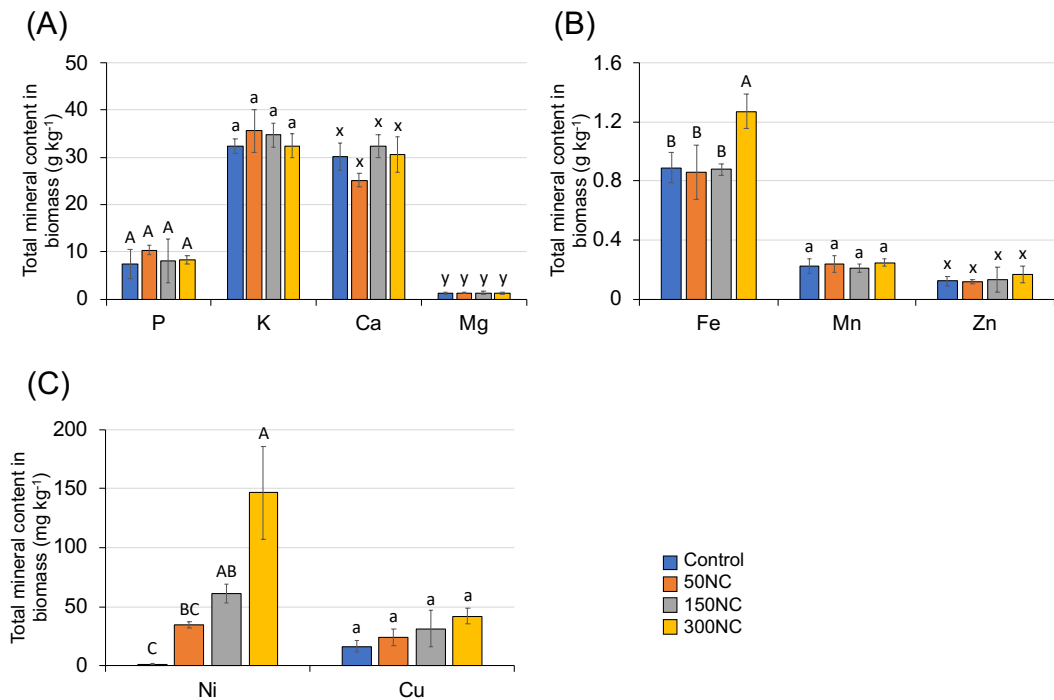 (A)
Total mineral content in
biomass (g kg⁻¹)
50
40
30
20
10
0
A A A A
a a a a
x x x x
y y y y
P K Ca Mg
(B)
Total mineral content in
biomass (g kg⁻¹)
1.6
1.2
0.8
0.4
0
B B B A
a a a a
x x x x
Fe Mn Zn
(C)
Total mineral content in
biomass (mg kg⁻¹)
200
150
100
50
0
C BC AB A
a a a a
Ni Cu
Control
50NC
150NC
300NC